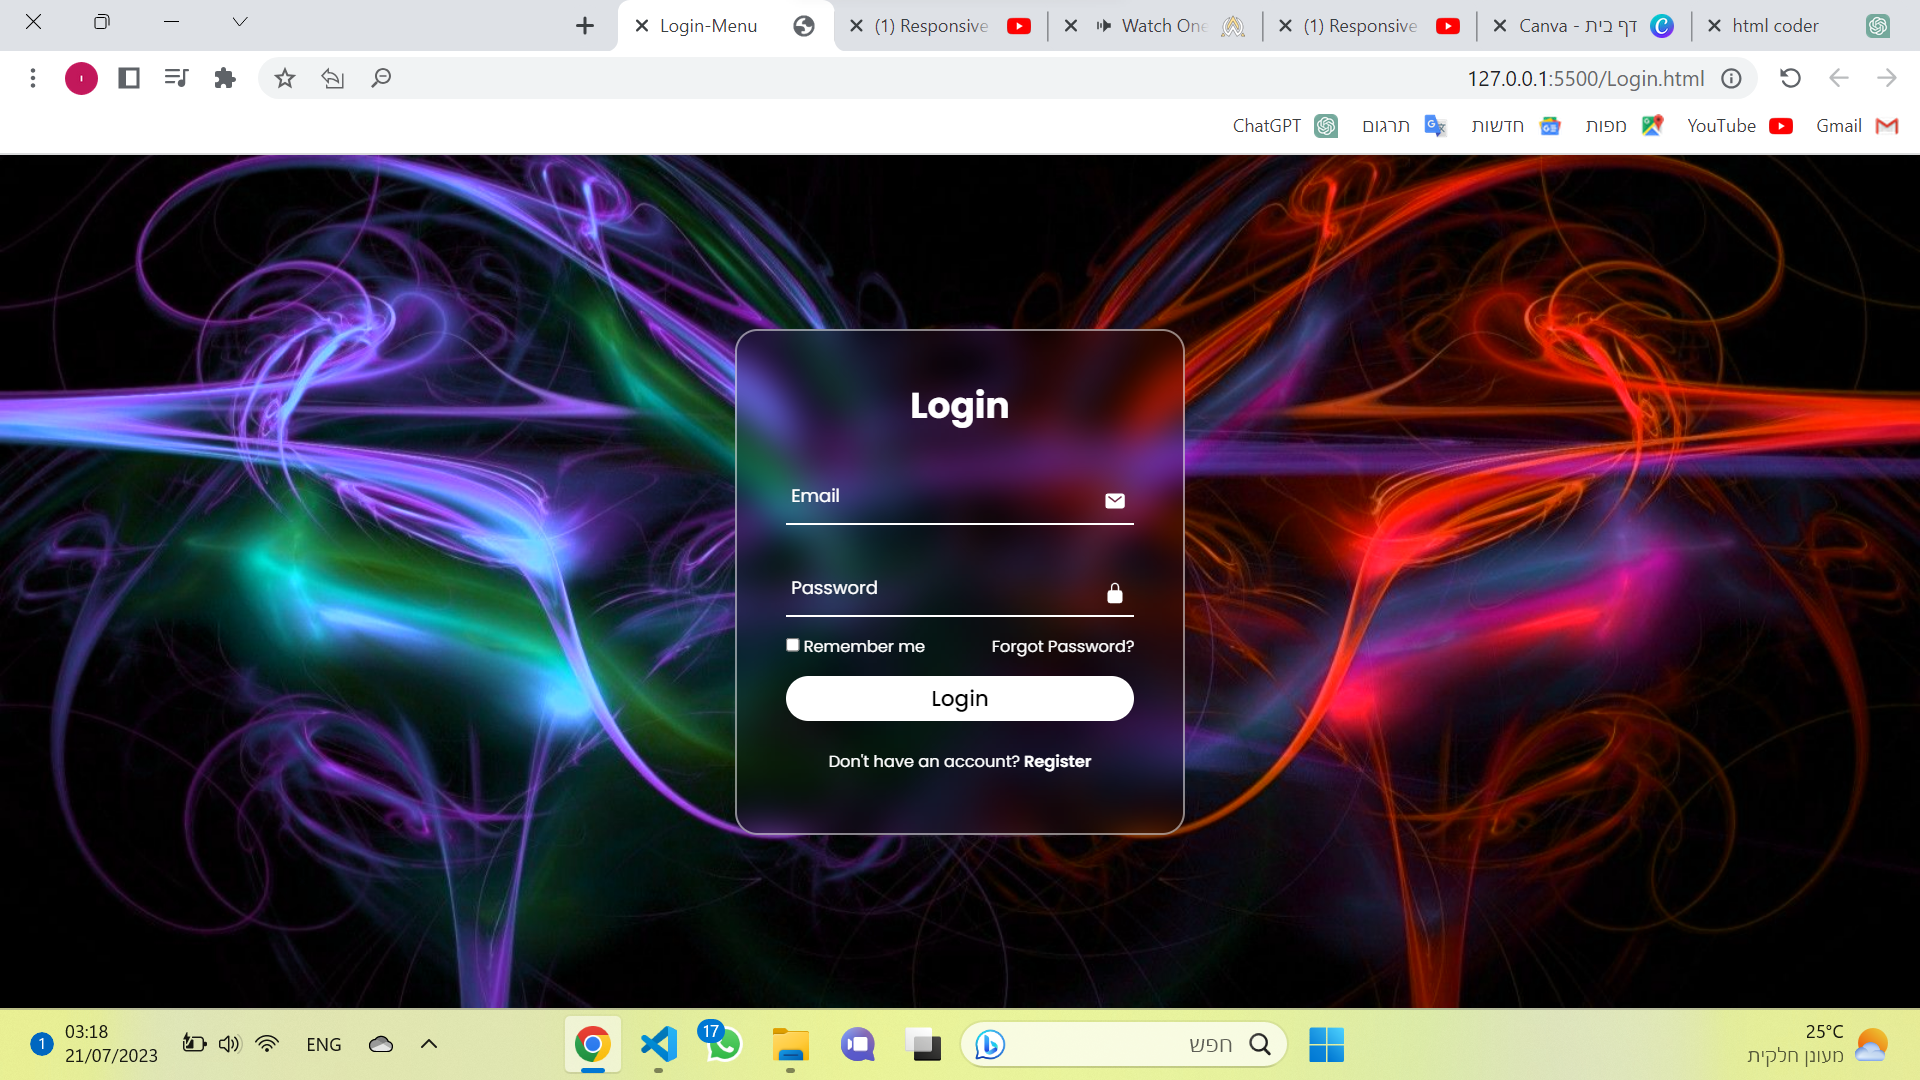 Login-Menu
(1) Responsive
Watch One
(1) Responsive
Canva - דף בית
html coder
127.0.0.1:5500/Login.html
ChatGPT
תרגום
חדשות
מפות
YouTube
Gmail
Login
Email
Password
Remember me
Forgot Password?
Login
Don't have an account? Register
1
03:18
21/07/2023
ENG
17
חפש
25°C
מעונן חלקית